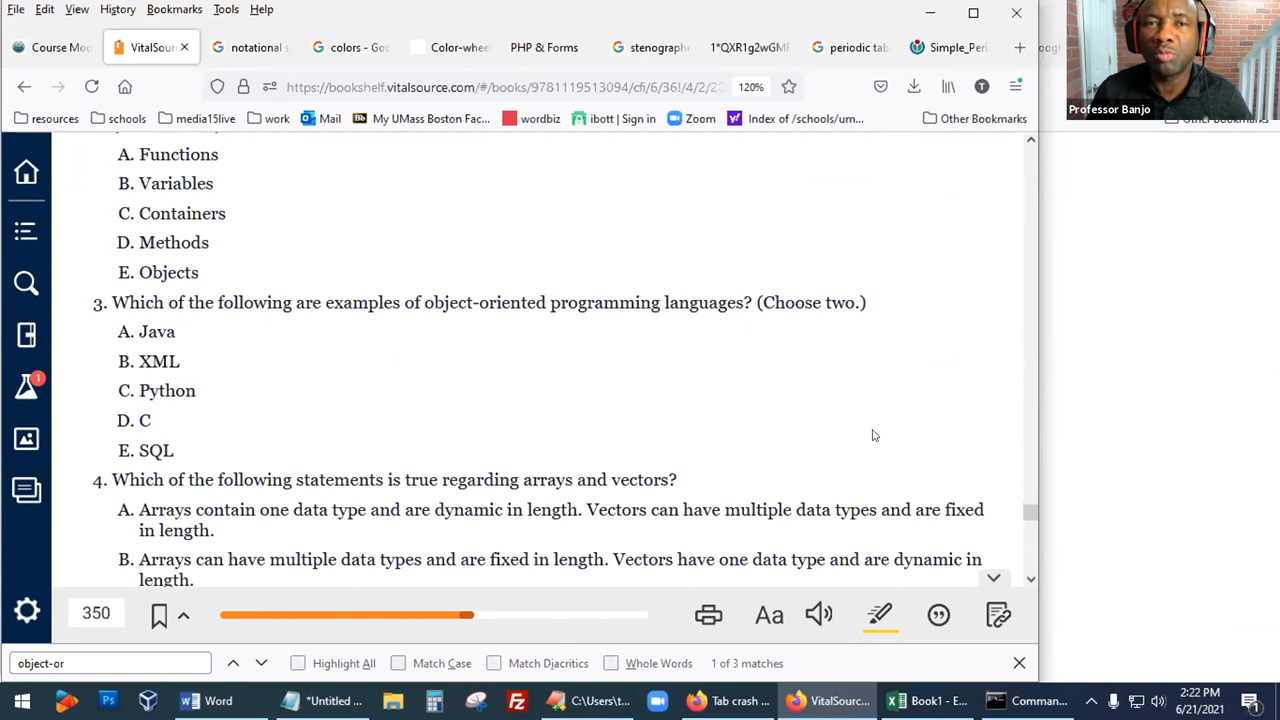 File Edit View History Bookmarks Tools Help
Course Mo VitalSource notational s colors - Goo Color-whe PHP & Forms stenograph 1*QXR1g2wGM periodic tab Simple_Peri
https://bookshelf.vitalsource.com/#/books/9781119513094/cfi/6/36!/4/2/2 120%
resources schools media15live work Mail My UMass Boston Fac... wordbiz ibott | Sign in Zoom Index of /schools/um... Other Bookmarks
Professor Banjo
Other Bookmarks
A. Functions
B. Variables
C. Containers
D. Methods
E. Objects
3. Which of the following are examples of object-oriented programming languages? (Choose two.)
A. Java
B. XML
C. Python
D. C
E. SQL
4. Which of the following statements is true regarding arrays and vectors?
A. Arrays contain one data type and are dynamic in length. Vectors can have multiple data types and are fixed
in length.
B. Arrays can have multiple data types and are fixed in length. Vectors have one data type and are dynamic in
length.
1
350 Aa
object-or Highlight All Match Case Match Diacritics Whole Words 1 of 3 matches
Word *Untitled C:\Users\t... Tab crash ... VitalSourc... Book1 - E... Comman... 2:22 PM
6/21/2021 1